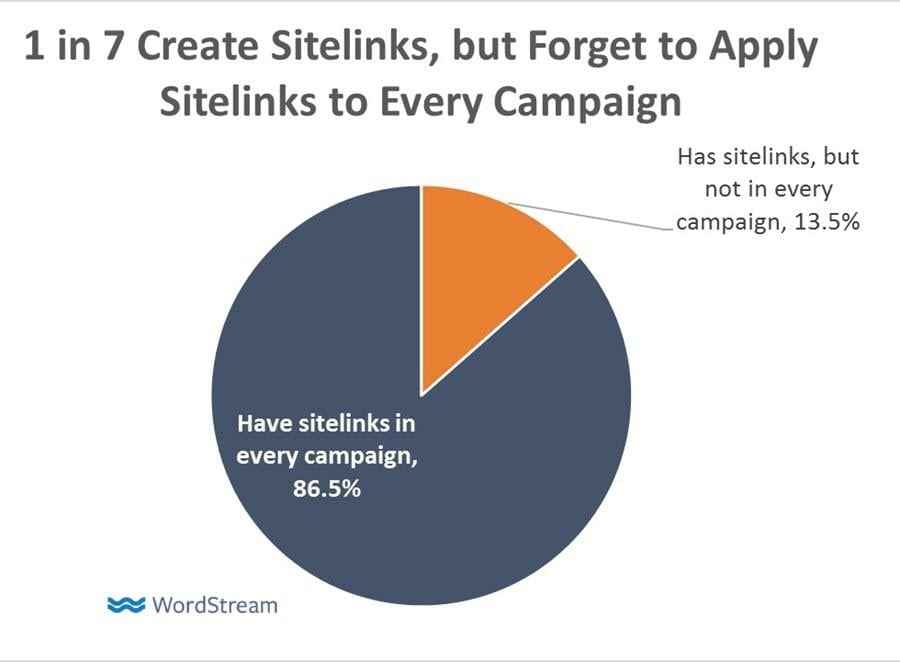 1 in 7 Create Sitelinks, but Forget to Apply
Sitelinks to Every Campaign
Has sitelinks, but
not in every
campaign, 13.5%
Have sitelinks in
every campaign,
86.5%
WordStream